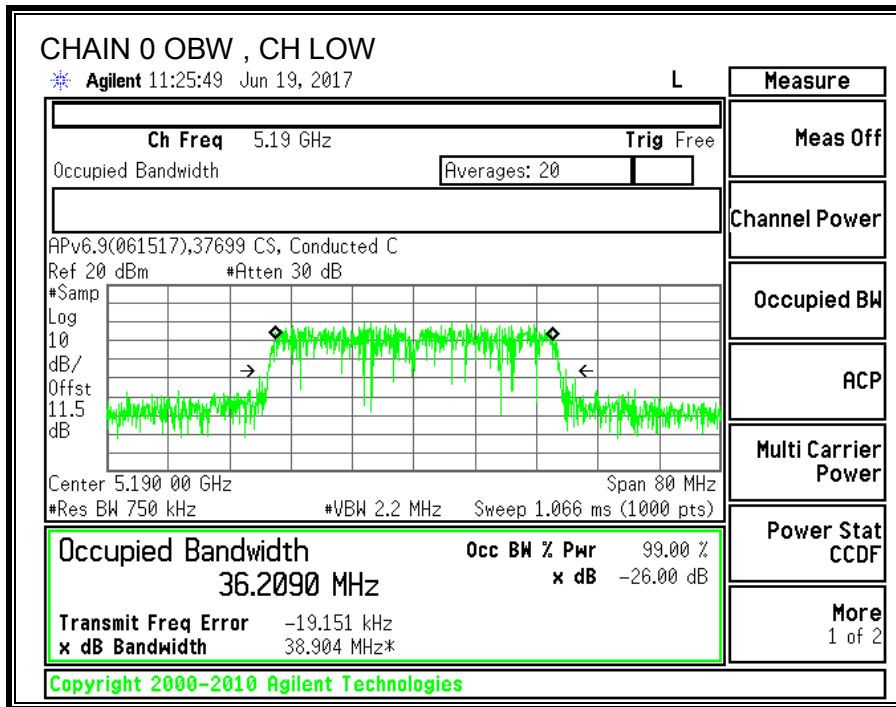 CHAIN 0 OBW , CH LOW
Agilent 11:25:49 Jun 19, 2017 L
Measure
Ch Freq 5.19 GHz Trig Free
Occupied Bandwidth Averages: 20
APv6.9(061517),37699 CS, Conducted C
Ref 20 dBm #Atten 30 dB
#Samp
Log
10
dB/
Offst
11.5
dB
Center 5.190 00 GHz Span 80 MHz
#Res BW 750 kHz #VBW 2.2 MHz Sweep 1.066 ms (1000 pts)
Occupied Bandwidth Occ BW % Pwr 99.00 %
36.2090 MHz x dB -26.00 dB
Transmit Freq Error -19.151 kHz
x dB Bandwidth 38.904 MHz*
Meas Off
Channel Power
Occupied BW
ACP
Multi Carrier
Power
Power Stat
CCDF
More
1 of 2
Copyright 2000-2010 Agilent Technologies